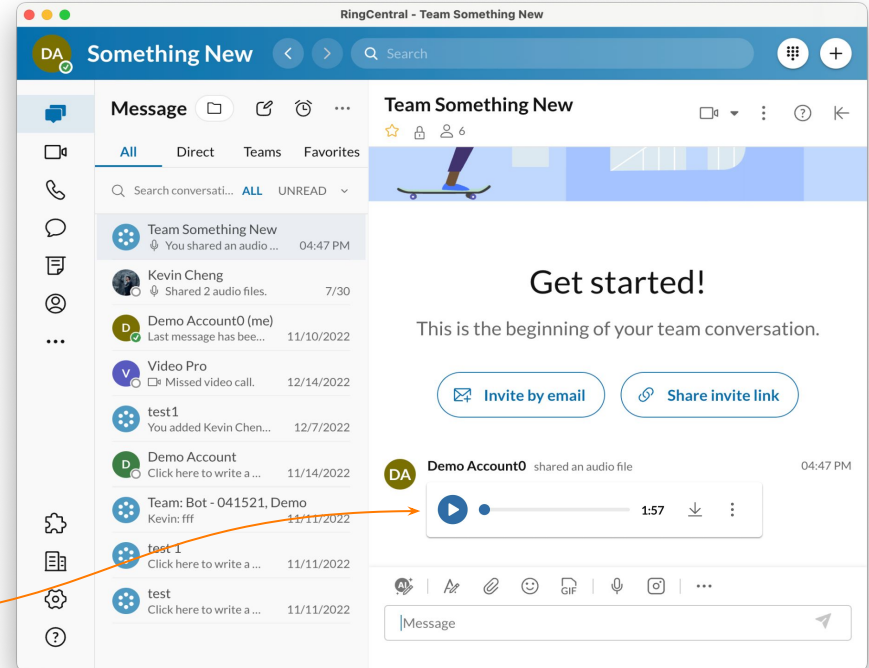 RingCentral - Team Something New
DA
Something New
Search
Message
All Direct Teams Favorites
Search conversati... ALL UNREAD
Team Something New
You shared an audio ... 04:47 PM
Kevin Cheng
Shared 2 audio files. 7/30
D
Demo Account0 (me)
Last message has bee... 11/10/2022
V
Video Pro
Missed video call. 12/14/2022
test1
You added Kevin Chen... 12/7/2022
D
Demo Account
Click here to write a ... 11/14/2022
Team: Bot - 041521, Demo
Kevin: fff 11/11/2022
test 1
Click here to write a ... 11/11/2022
test
Click here to write a ... 11/11/2022
Team Something New
6
Get started!
This is the beginning of your team conversation.
Invite by email Share invite link
DA
Demo Account0 shared an audio file 04:47 PM
1:57
AI GIF
Message